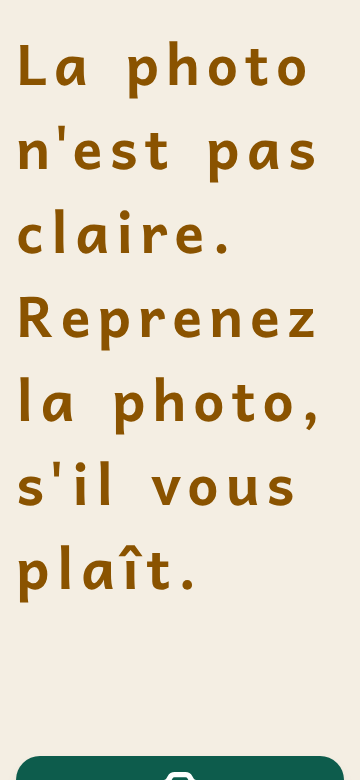 La photo
n'est pas
claire.
Reprenez
la photo,
s'il vous
plaît.